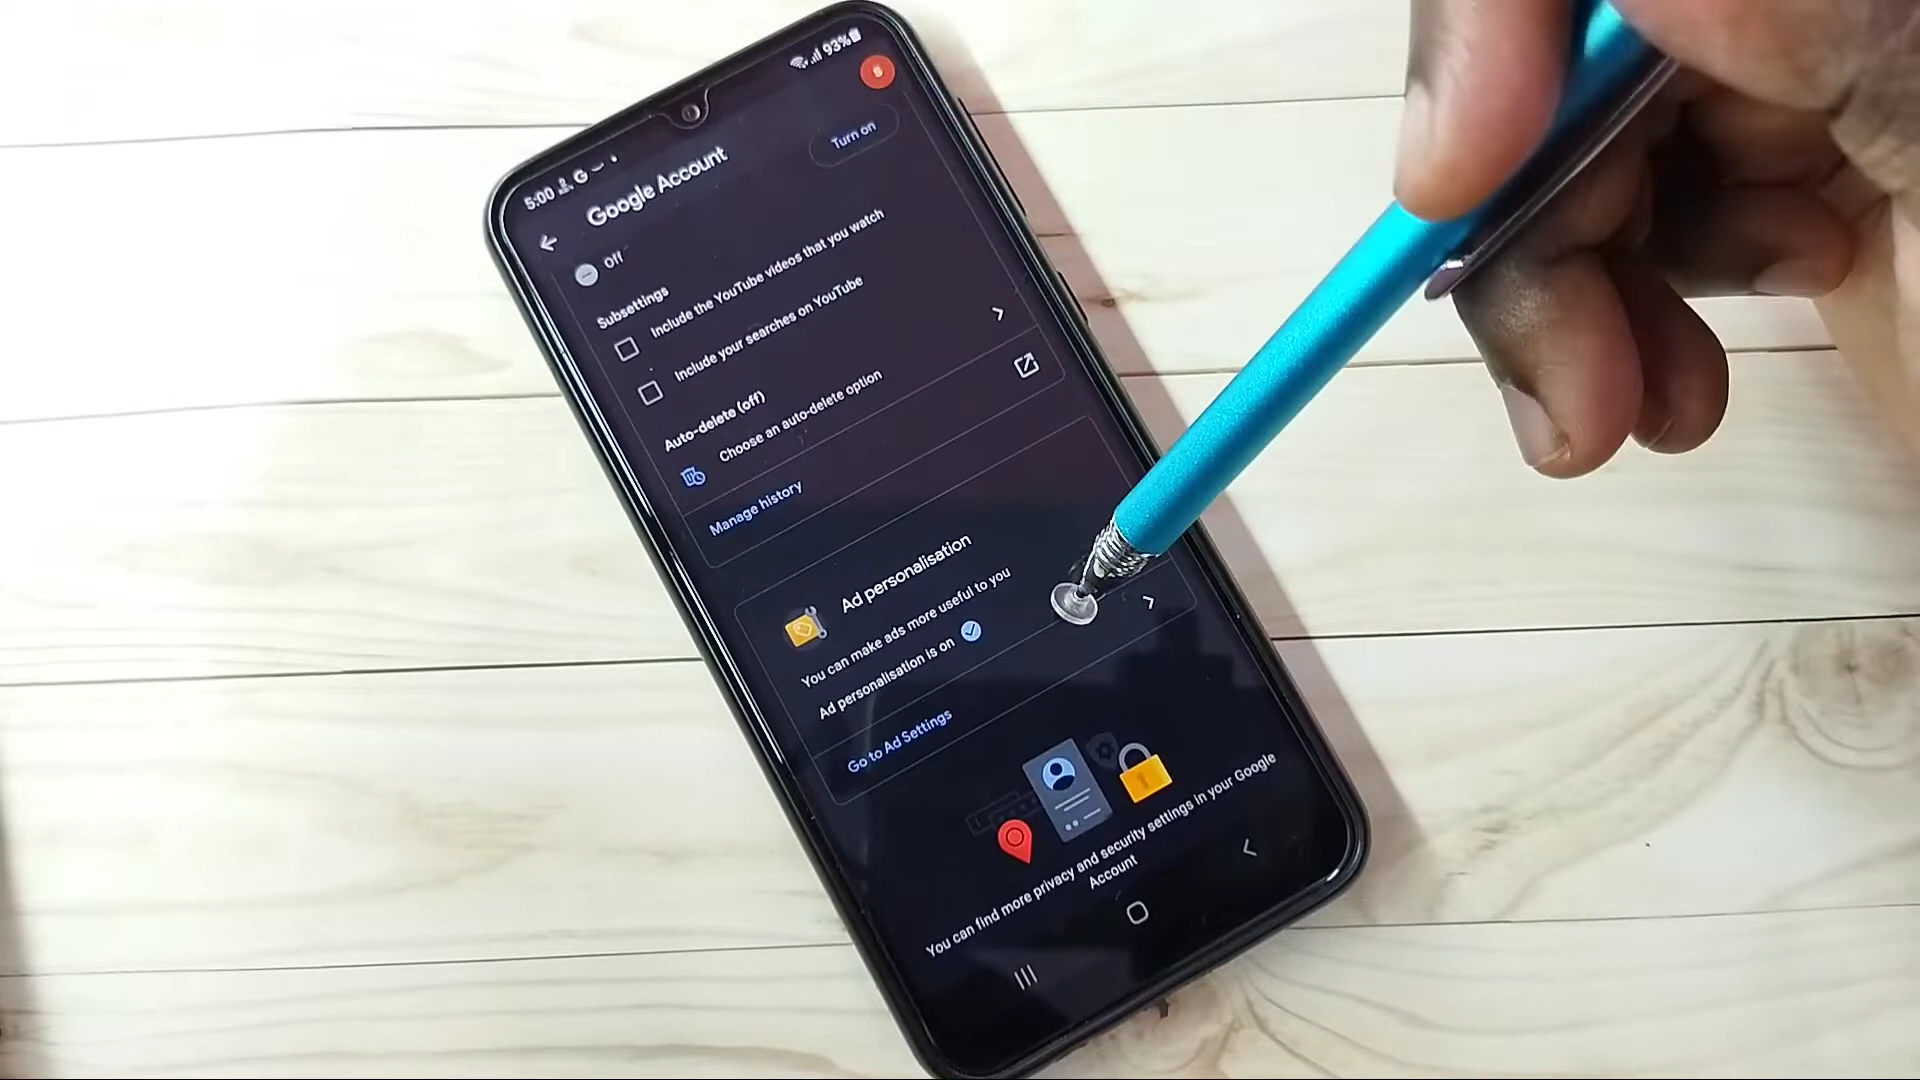 5:00
93%
Google Account
Turn on
Off
Subsettings
Include the YouTube videos that you watch
Include your searches on YouTube
Auto-delete (off)
Choose an auto-delete option
Manage history
Ad personalisation
You can make ads more useful to you
Ad personalisation is on
Go to Ad Settings
You can find more privacy and security settings in your Google
Account